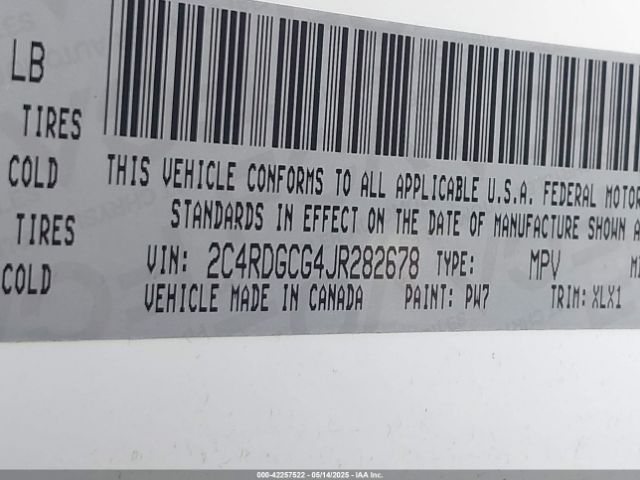 LB
TIRES
COLD
THIS VEHICLE CONFORMS TO ALL APPLICABLE U.S.A. FEDERAL MOTOR
TIRES
STANDARDS IN EFFECT ON THE DATE OF MANUFACTURE SHOWN A
COLD
VIN: 2C4RDGCG4JR282678 TYPE: MPV
VEHICLE MADE IN CANADA PAINT: PW7 TRIM: XLX1
000-42257522 - 05/14/2025 - IAA Inc.